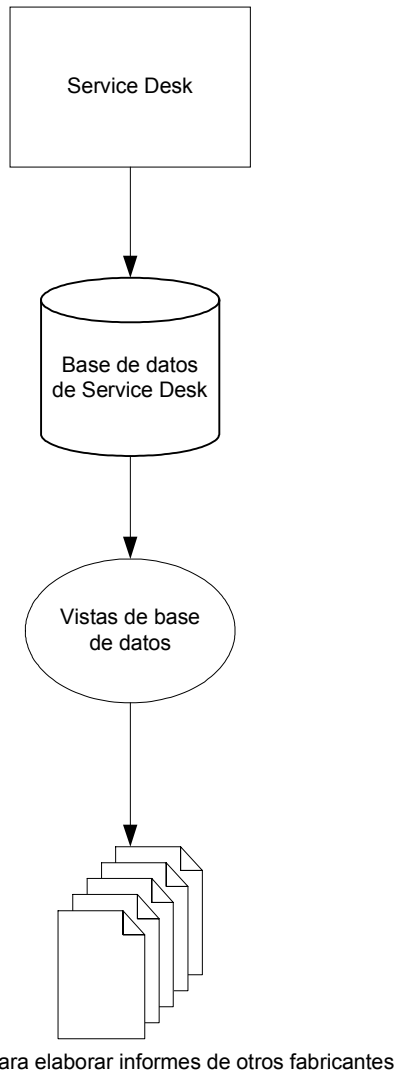 Service Desk
Base de datos
de Service Desk
Vistas de base
de datos
ara elaborar informes de otros fabricantes